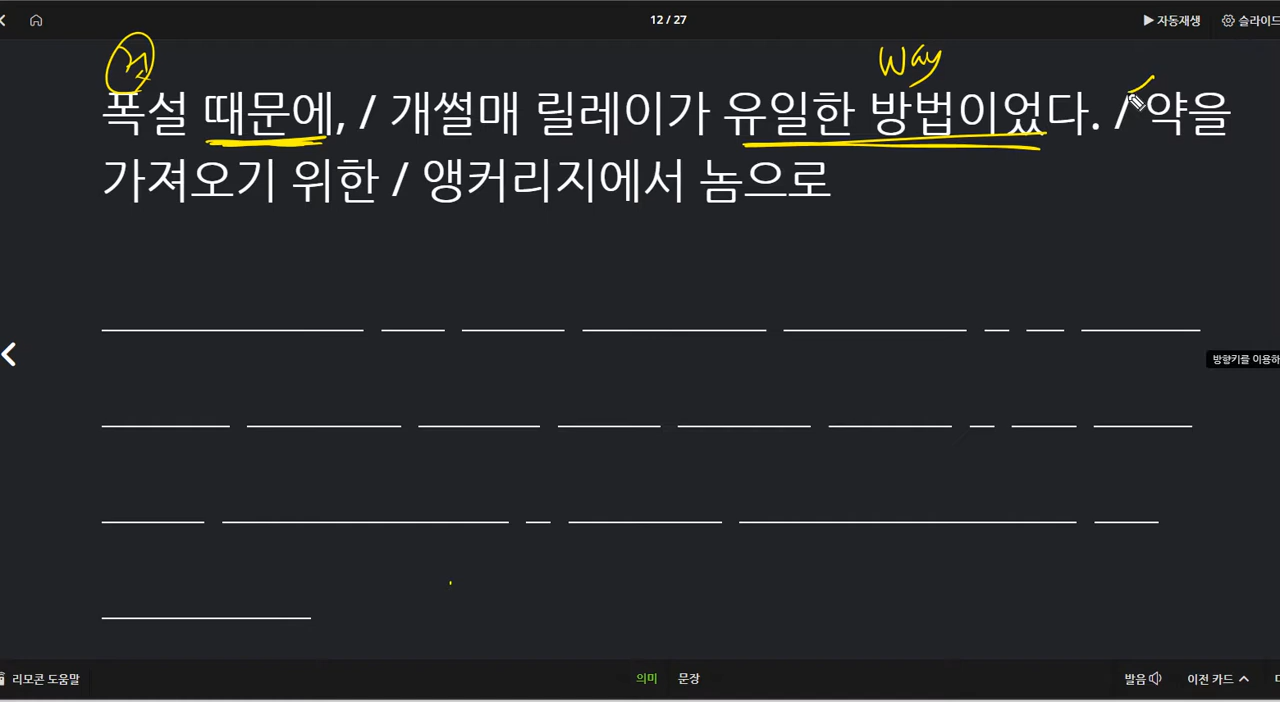 12 / 27
▶ 자동재생
슬라이드
way
폭설 때문에, / 개썰매 릴레이가 유일한 방법이었다. / 약을
가져오기 위한 / 앵커리지에서 놈으로
방향키를 이용하
리모콘 도움말
의미
문장
발음
이전 카드